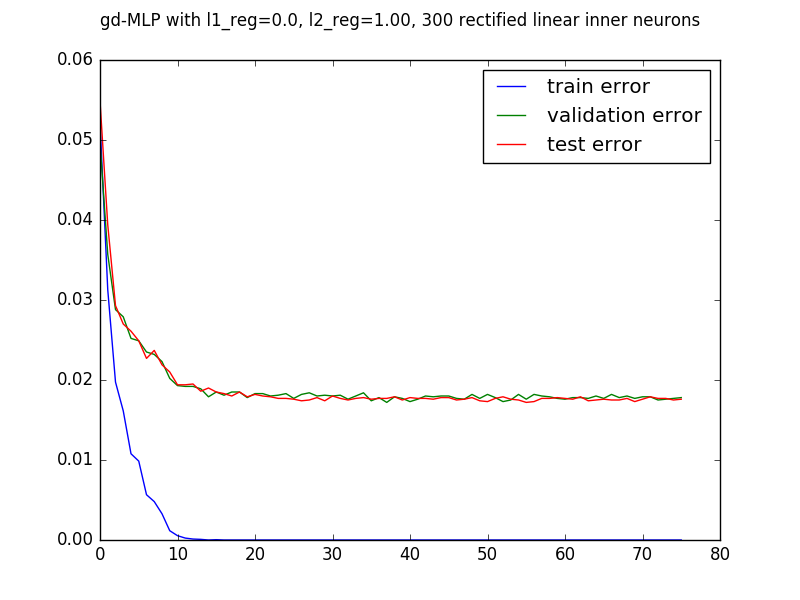 gd-MLP with l1_reg=0.0, l2_reg=1.00, 300 rectified linear inner neurons
train error
validation error
test error
0.06
0.05
0.04
0.03
0.02
0.01
0.00
0 10 20 30 40 50 60 70 80